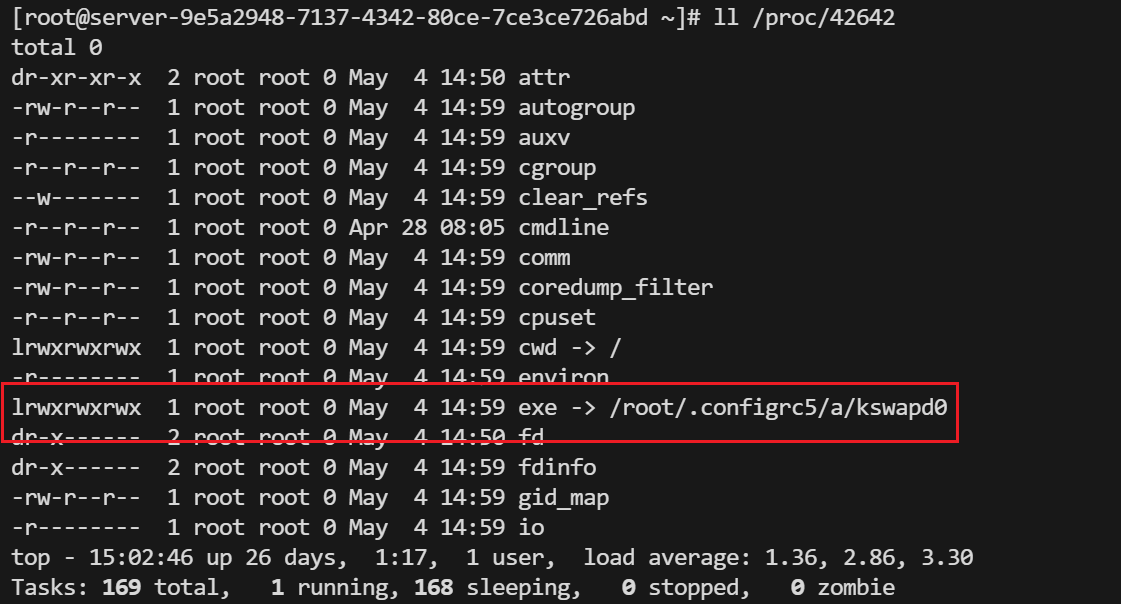 [root@server-9e5a2948-7137-4342-80ce-7ce3ce726abd ~]# ll /proc/42642
total 0
dr-xr-xr-x  2 root root 0 May  4 14:50 attr
-rw-r--r--  1 root root 0 May  4 14:59 autogroup
-r--------  1 root root 0 May  4 14:59 auxv
-r--r--r--  1 root root 0 May  4 14:59 cgroup
--w-------  1 root root 0 May  4 14:59 clear_refs
-r--r--r--  1 root root 0 Apr 28 08:05 cmdline
-rw-r--r--  1 root root 0 May  4 14:59 comm
-rw-r--r--  1 root root 0 May  4 14:59 coredump_filter
-r--r--r--  1 root root 0 May  4 14:59 cpuset
lrwxrwxrwx  1 root root 0 May  4 14:59 cwd -> /
-r--------  1 root root 0 May  4 14:59 environ
lrwxrwxrwx  1 root root 0 May  4 14:59 exe -> /root/.configrc5/a/kswapd0
dr-x------  2 root root 0 May  4 14:50 fd
dr-x------  2 root root 0 May  4 14:59 fdinfo
-rw-r--r--  1 root root 0 May  4 14:59 gid_map
-r--------  1 root root 0 May  4 14:59 io
top - 15:02:46 up 26 days,  1:17,  1 user,  load average: 1.36, 2.86, 3.30
Tasks: 169 total,   1 running, 168 sleeping,   0 stopped,   0 zombie